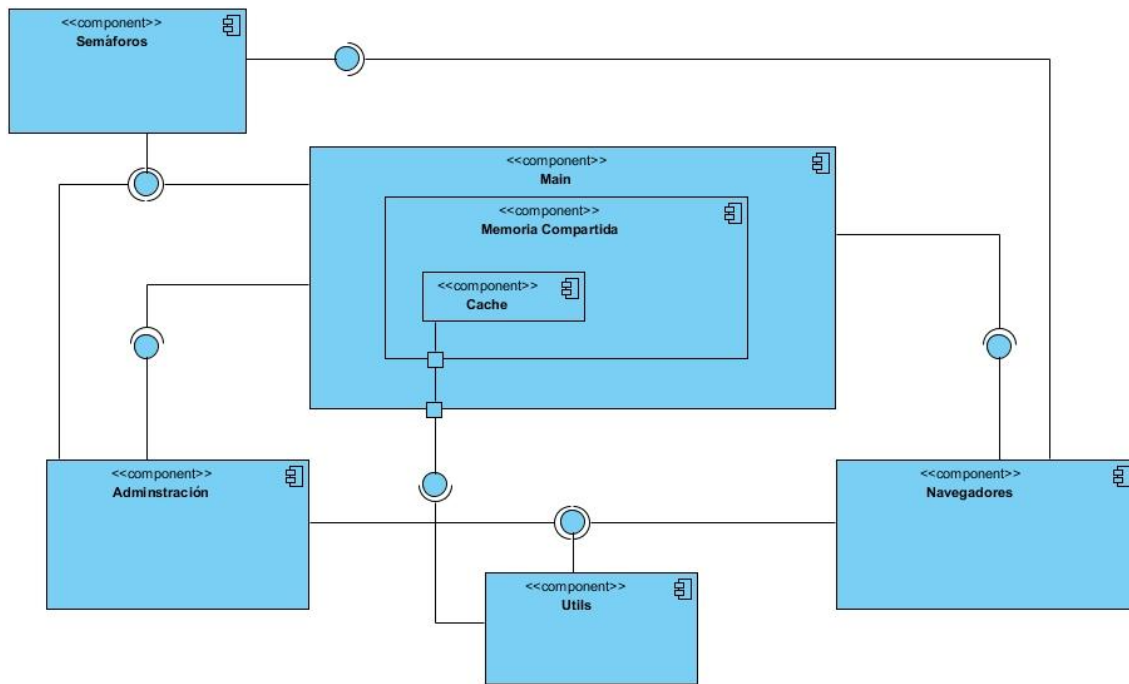 <<component>>
Semáforos
<<component>>
Main
<<component>>
Memoria Compartida
<<component>>
Cache
<<component>>
Adminstración
<<component>>
Navegadores
<<component>>
Utils